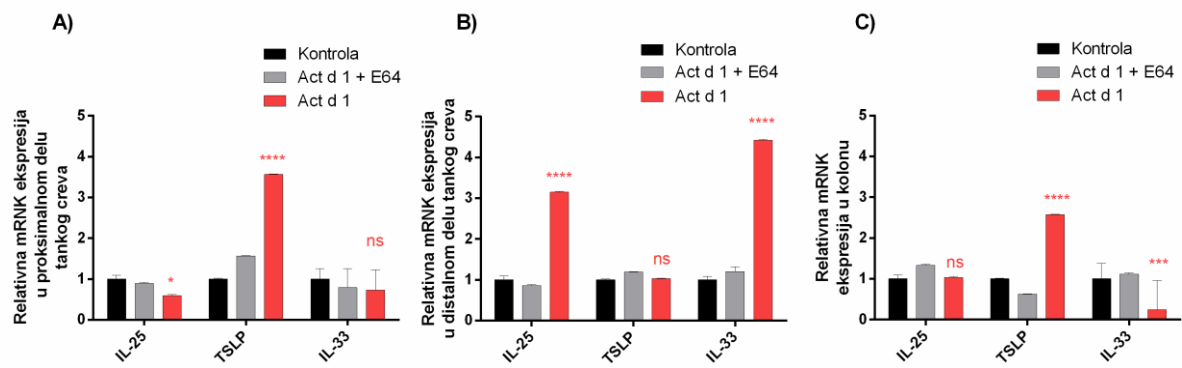 A)
Kontrola
Act d 1 + E64
Act d 1
Relativna mRNK ekspresija
u proksimalnom delu
tankog creva
5
4
3
2
1
0
*
****
ns
IL-25
TSLP
IL-33
B)
Kontrola
Act d 1 + E64
Act d 1
Relativna mRNK ekspresija
u distalnom delu tankog creva
5
4
3
2
1
0
****
ns
****
IL-25
TSLP
IL-33
C)
Kontrola
Act d 1 + E64
Act d 1
Relativna mRNK
ekspresija u kolonu
5
4
3
2
1
0
ns
****
***
IL-25
TSLP
IL-33